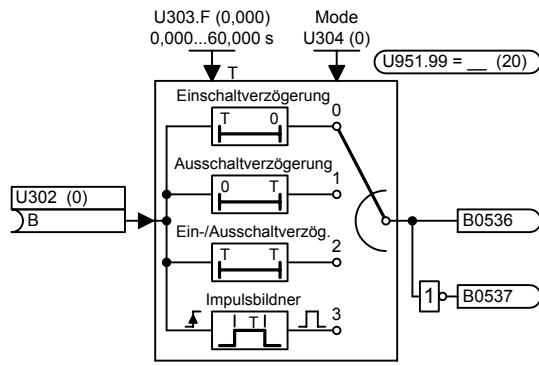 U303.F (0,000)
0,000...60,000 s
Mode
U304 (0)
U951.99 = __ (20)
T
Einschaltverzögerung
0
T 0
Ausschaltverzögerung
1
0 T
U302 (0)
B
Ein-/Ausschaltverzög.
2
T T
B0536
Impulsbildner
3
T
1
B0537